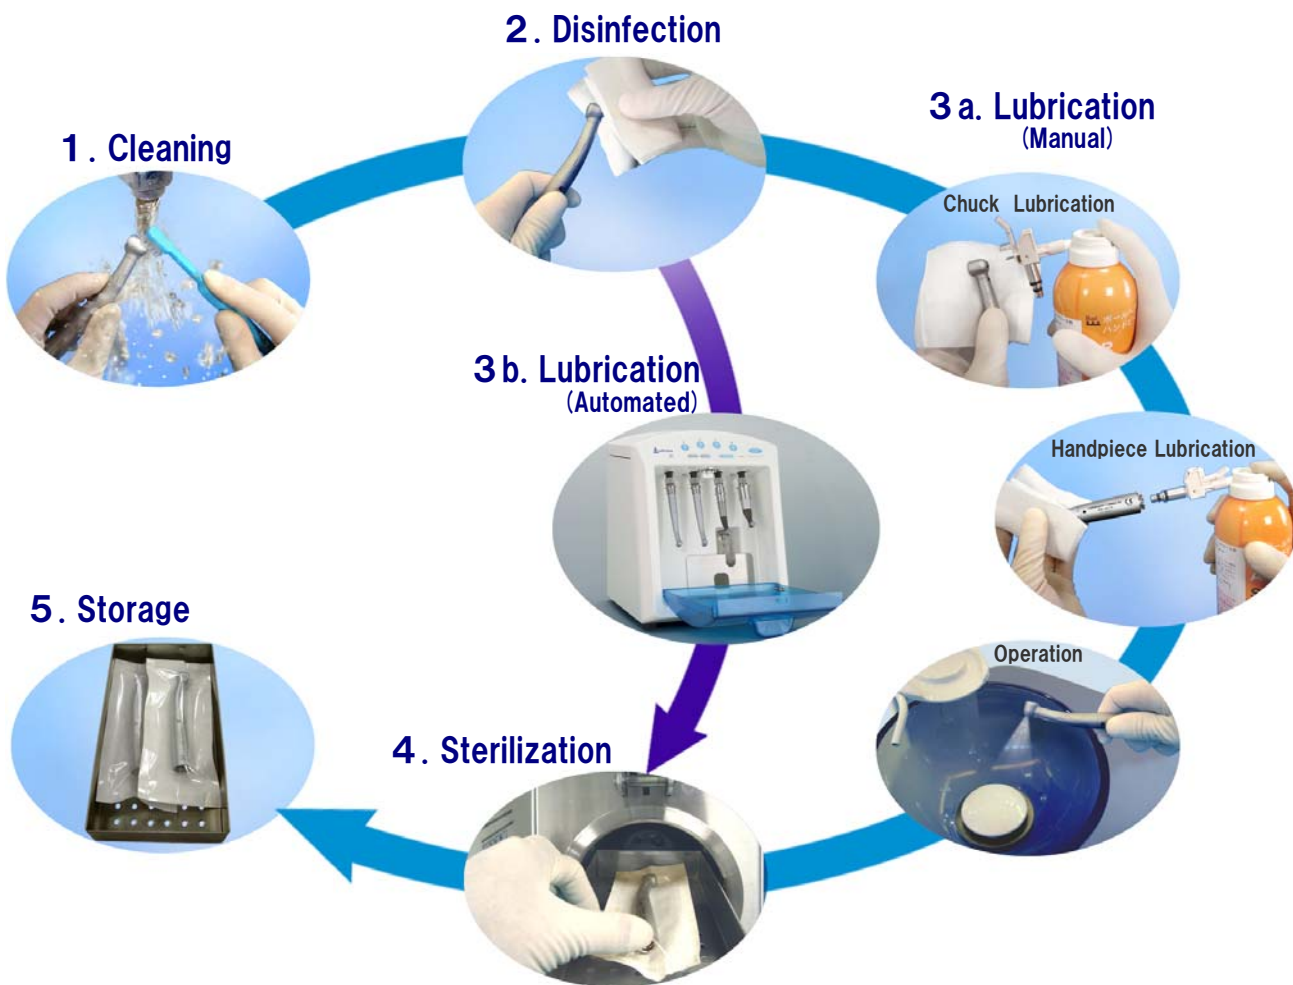 2. Disinfection
3a. Lubrication
(Manual)
1. Cleaning
Chuck Lubrication
3b. Lubrication
(Automated)
Handpiece Lubrication
5. Storage
Operation
4. Sterilization